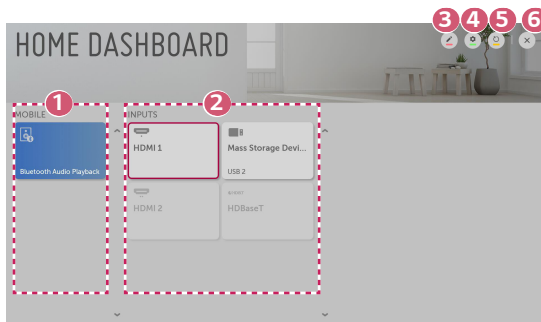 3 4 5 6
HOME DASHBOARD
1 2
MOBILE INPUTS
HDMI 1 Mass Storage Devi...
Bluetooth Audio Playback USB 2
HDMI 2 HDBaseT